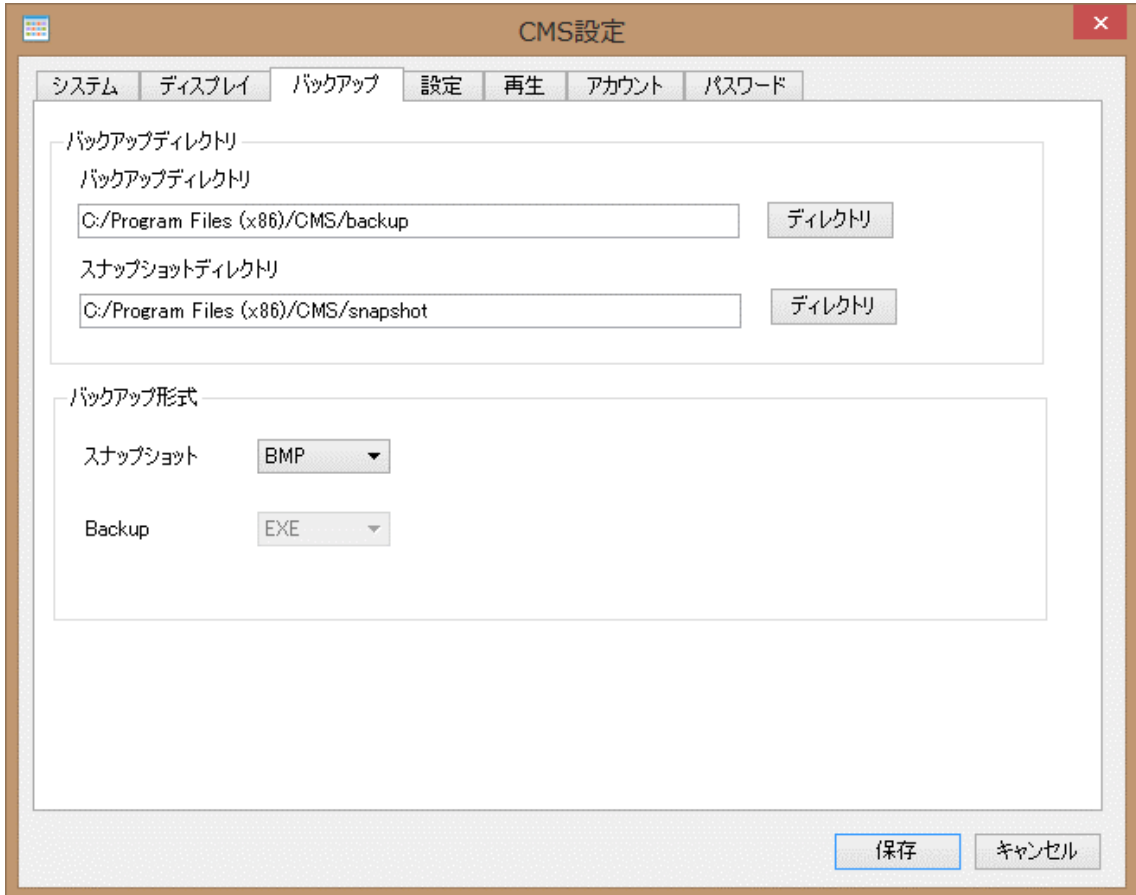 CMS設定
システム ディスプレイ バックアップ 設定 再生 アカウント パスワード
バックアップディレクトリ
バックアップディレクトリ
C:/Program Files (x86)/CMS/backup ディレクトリ
スナップショットディレクトリ
C:/Program Files (x86)/CMS/snapshot ディレクトリ
バックアップ形式
スナップショット BMP
Backup EXE
保存 キャンセル